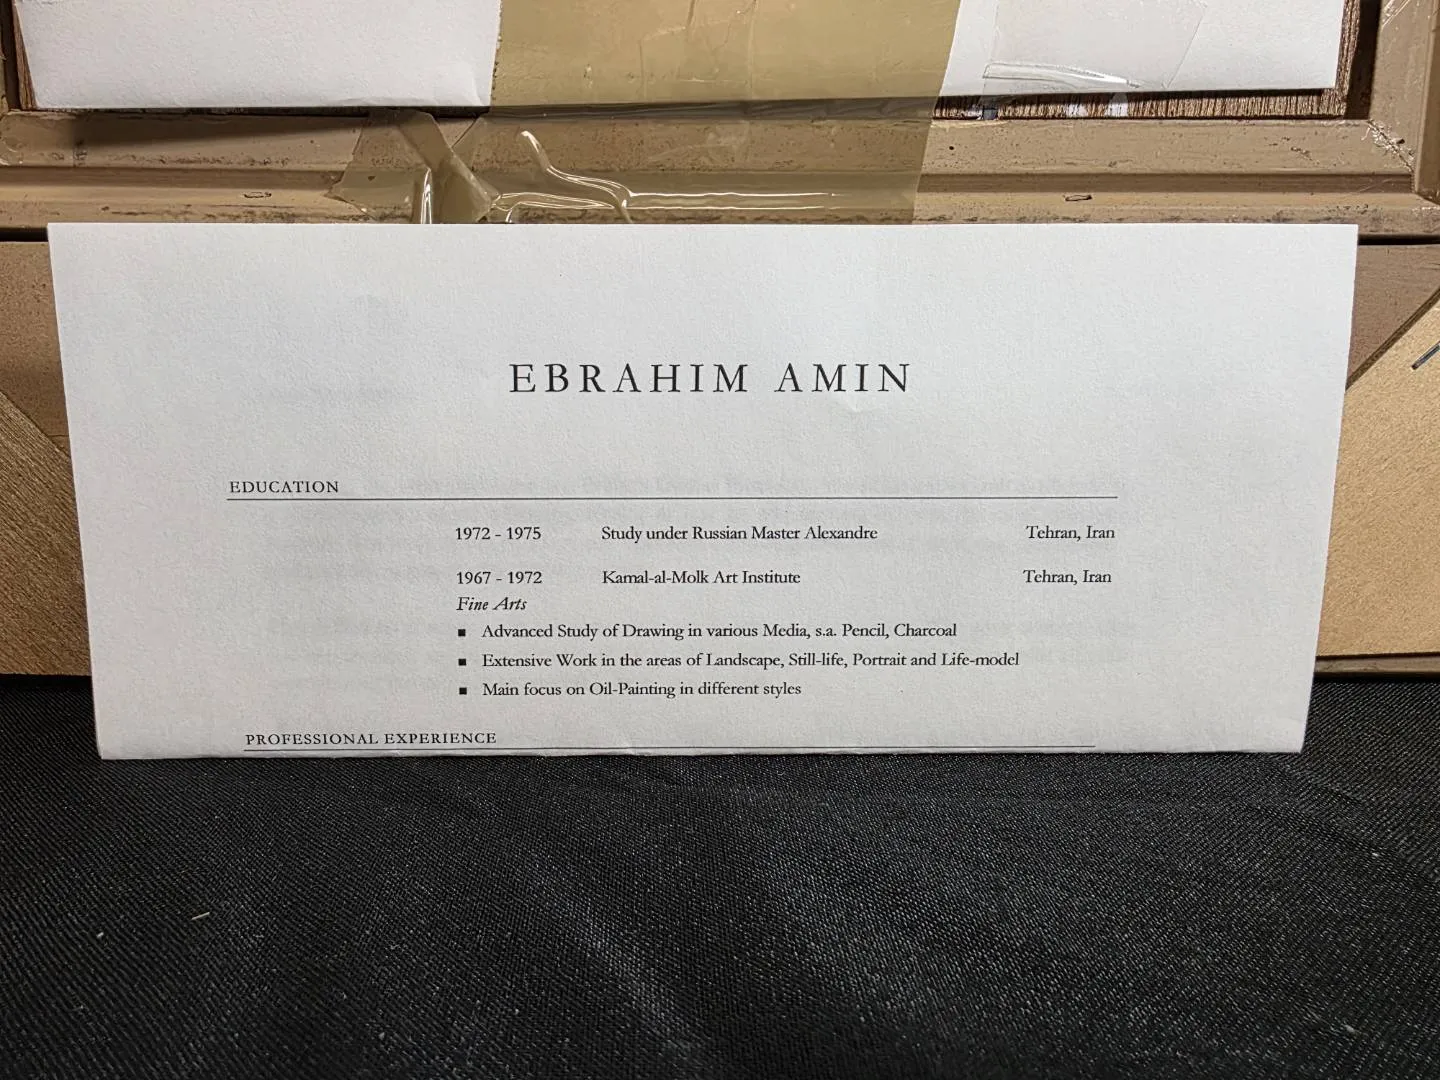 EBRAHIM AMIN
EDUCATION
1972 - 1975 Study under Russian Master Alexandre Tehran, Iran
1967 - 1972 Kamal-al-Molk Art Institute Tehran, Iran
Fine Arts
▪ Advanced Study of Drawing in various Media, s.a. Pencil, Charcoal
▪ Extensive Work in the areas of Landscape, Still-life, Portrait and Life-model
▪ Main focus on Oil-Painting in different styles
PROFESSIONAL EXPERIENCE